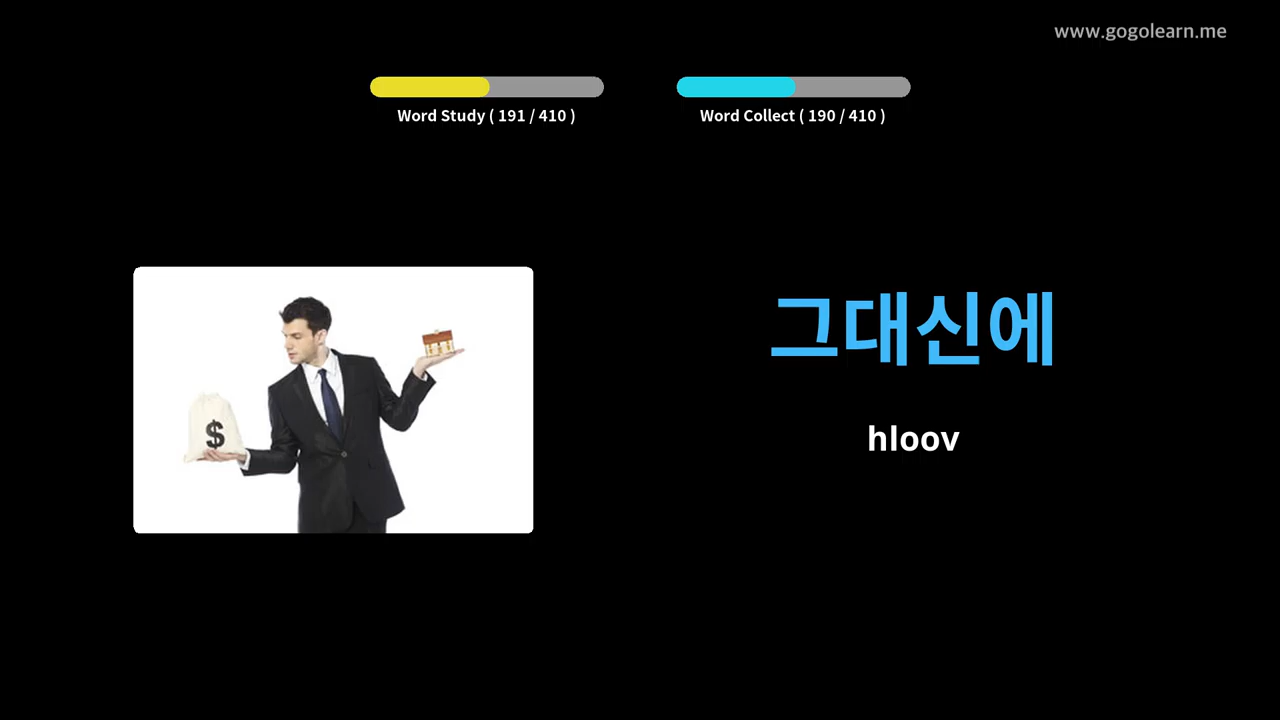 www.gogolearn.me
Word Study ( 191 / 410 )
Word Collect ( 190 / 410 )
그대신에
hloov
$